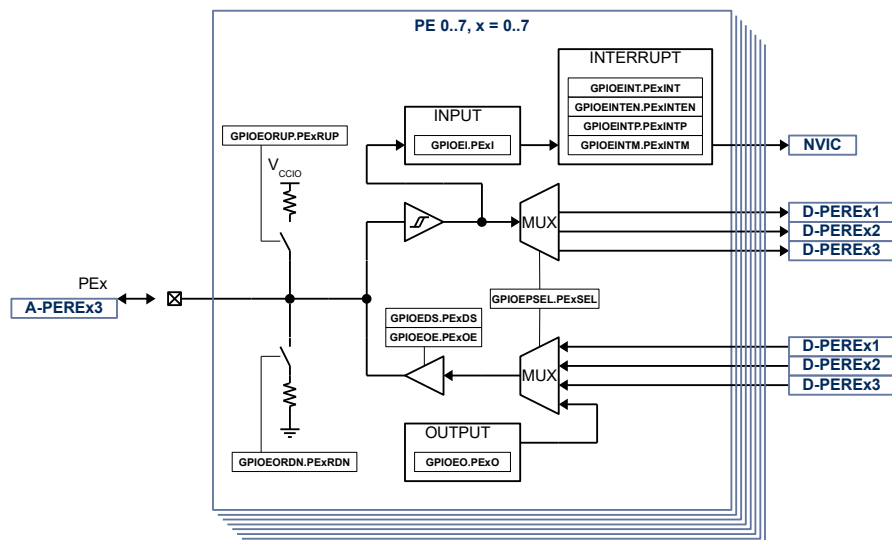 PE 0..7, x = 0..7
INTERRUPT
GPIOEINT.PExINT
GPIOEINTEN.PExINTEN
GPIOEINTP.PExINTP
GPIOEINTM.PExINTM
INPUT
GPIOEI.PExI
NVIC
GPIOEORUP.PExRUP
VCCIO
MUX
D-PEREx1
D-PEREx2
D-PEREx3
PEx
A-PEREx3
GPIOEPSEL.PExSEL
GPIOEDS.PExDS
GPIOEOE.PExOE
MUX
D-PEREx1
D-PEREx2
D-PEREx3
OUTPUT
GPIOEO.PExO
GPIOEORDN.PExRDN